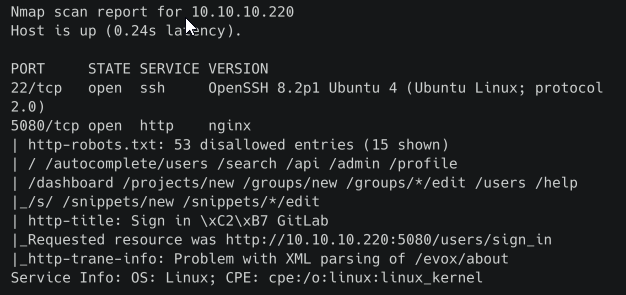 Nmap scan report for 10.10.10.220
Host is up (0.24s latency).
PORT     STATE SERVICE VERSION
22/tcp   open  ssh     OpenSSH 8.2p1 Ubuntu 4 (Ubuntu Linux; protocol
2.0)
5080/tcp open  http    nginx
| http-robots.txt: 53 disallowed entries (15 shown)
| / /autocomplete/users /search /api /admin /profile
| /dashboard /projects/new /groups/new /groups/*/edit /users /help
|_/s/ /snippets/new /snippets/*/edit
| http-title: Sign in \xC2\xB7 GitLab
|_Requested resource was http://10.10.10.220:5080/users/sign_in
|_http-trane-info: Problem with XML parsing of /evox/about
Service Info: OS: Linux; CPE: cpe:/o:linux:linux_kernel